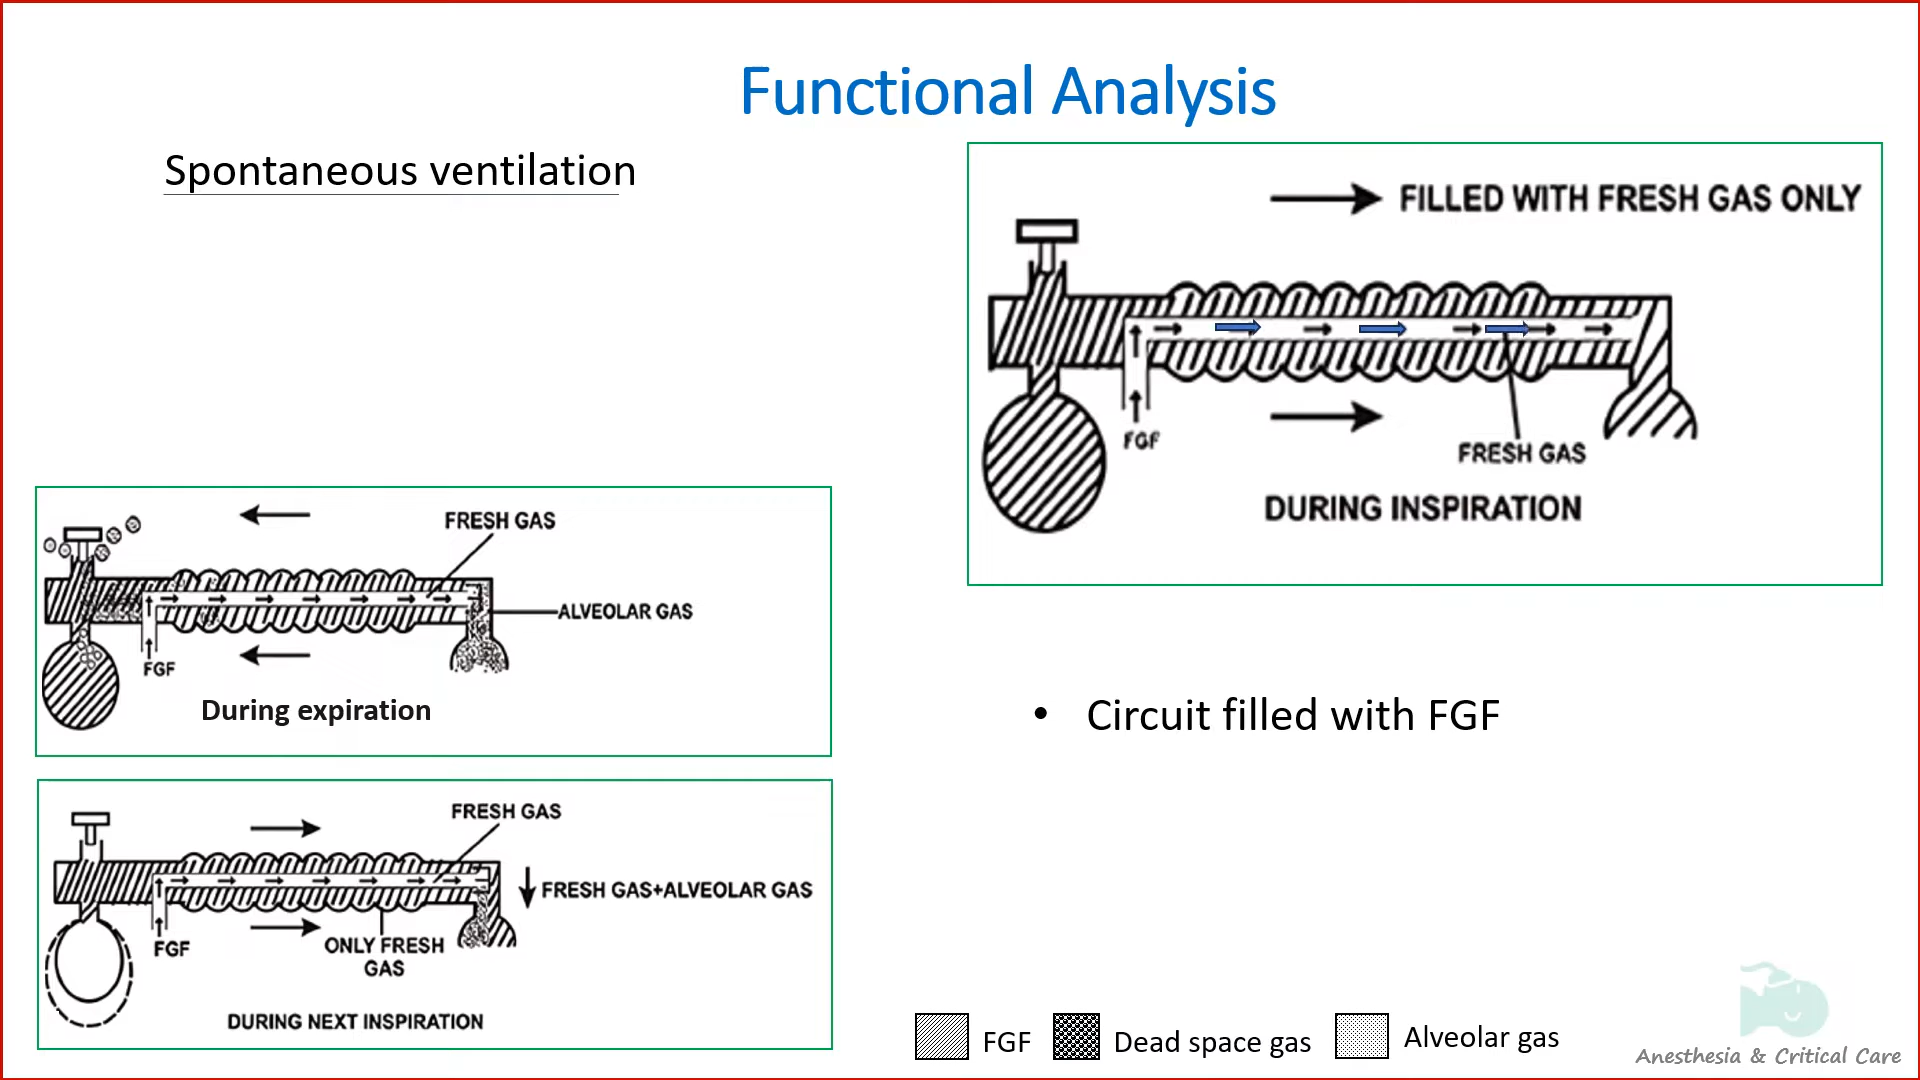 Functional Analysis
Spontaneous ventilation
FILLED WITH FRESH GAS ONLY
FGF
FRESH GAS
DURING INSPIRATION
FRESH GAS
ALVEOLAR GAS
FGF
During expiration
• Circuit filled with FGF
FRESH GAS
FRESH GAS+ALVEOLAR GAS
FGF
ONLY FRESH
GAS
DURING NEXT INSPIRATION
FGF
Dead space gas
Alveolar gas
Anesthesia & Critical Care